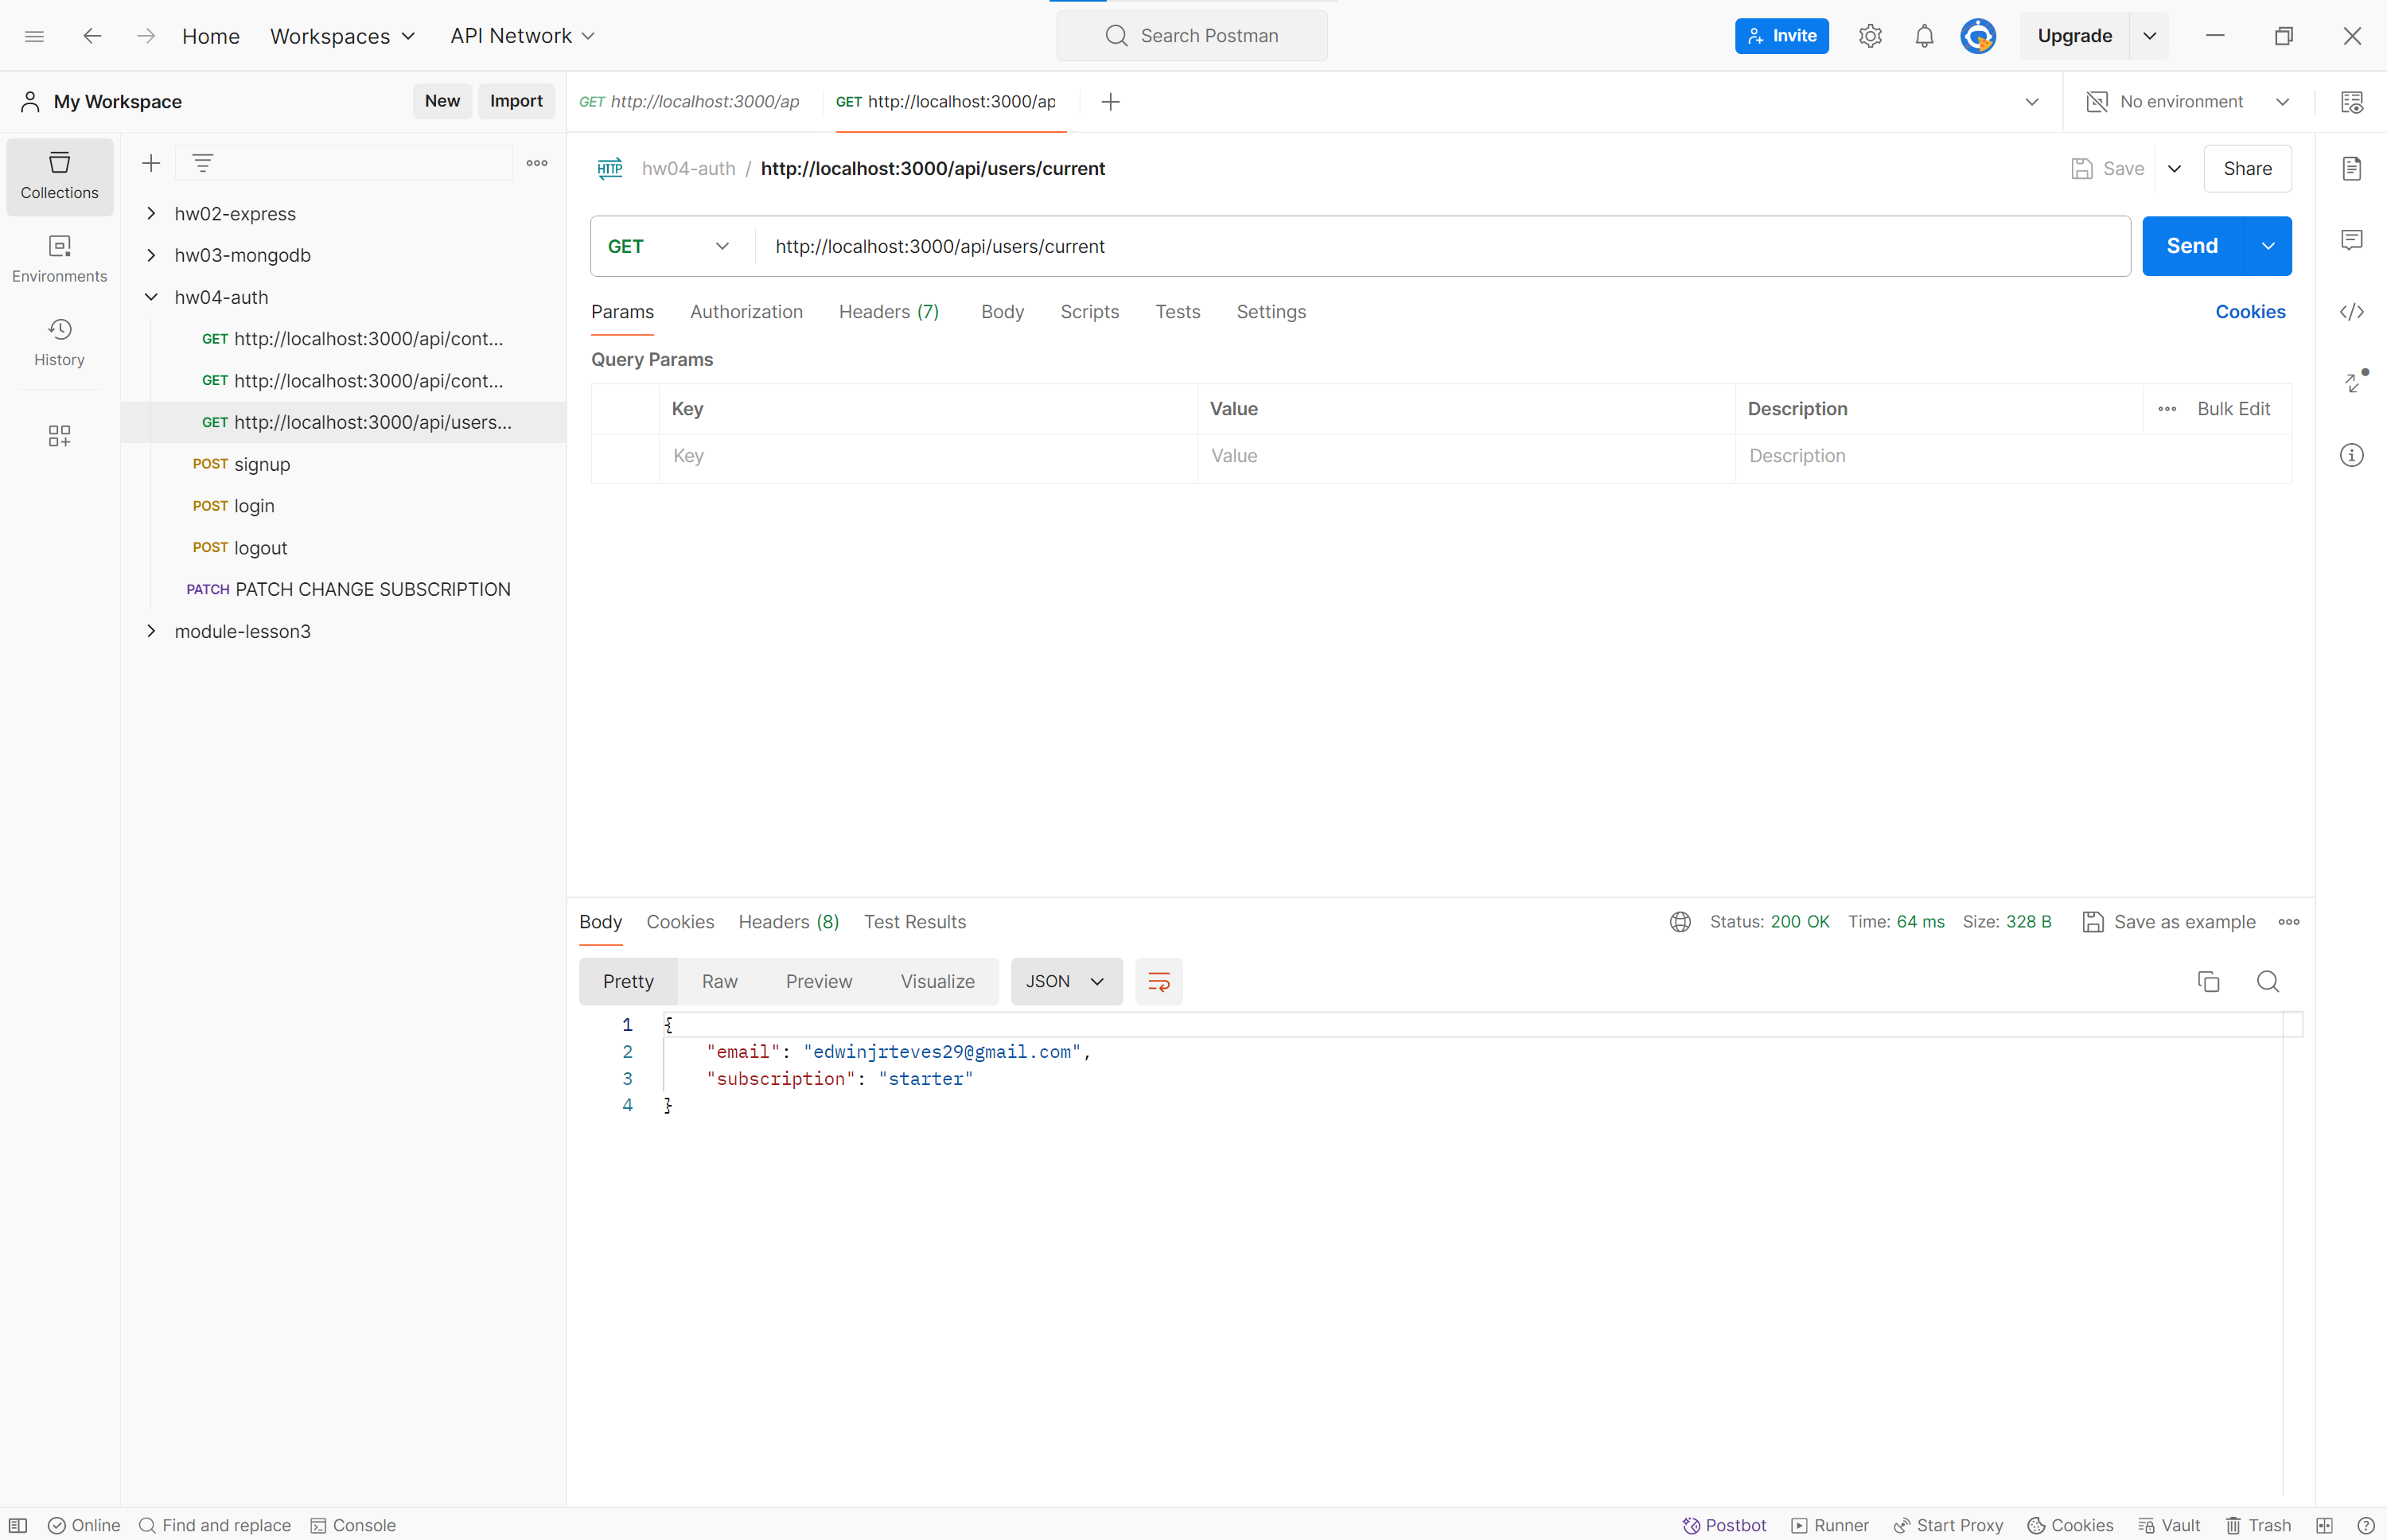 Home Workspaces API Network Search Postman Invite Upgrade
My Workspace New Import GET http://localhost:3000/ap GET http://localhost:3000/ap No environment
Collections
Environments
History
hw02-express
hw03-mongodb
hw04-auth
GET http://localhost:3000/api/cont...
GET http://localhost:3000/api/cont...
GET http://localhost:3000/api/users...
POST signup
POST login
POST logout
PATCH PATCH CHANGE SUBSCRIPTION
module-lesson3
HTTP hw04-auth / http://localhost:3000/api/users/current Save Share
GET http://localhost:3000/api/users/current Send
Params Authorization Headers (7) Body Scripts Tests Settings Cookies
Query Params
Key Value Description Bulk Edit
Key Value Description
Body Cookies Headers (8) Test Results Status: 200 OK Time: 64 ms Size: 328 B Save as example
Pretty Raw Preview Visualize JSON
1 {
2 "email": "edwinjrteves29@gmail.com",
3 "subscription": "starter"
4 }
Online Find and replace Console Postbot Runner Start Proxy Cookies Vault Trash